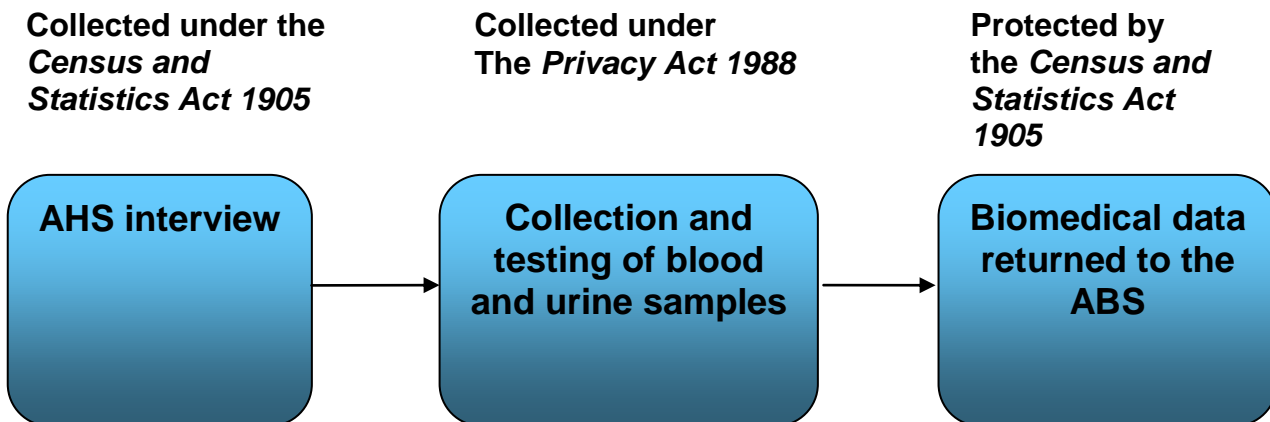 Collected under the
Census and
Statistics Act 1905
Collected under
The Privacy Act 1988
Protected by
the Census and
Statistics Act
1905
AHS interview
Collection and
testing of blood
and urine samples
Biomedical data
returned to the
ABS